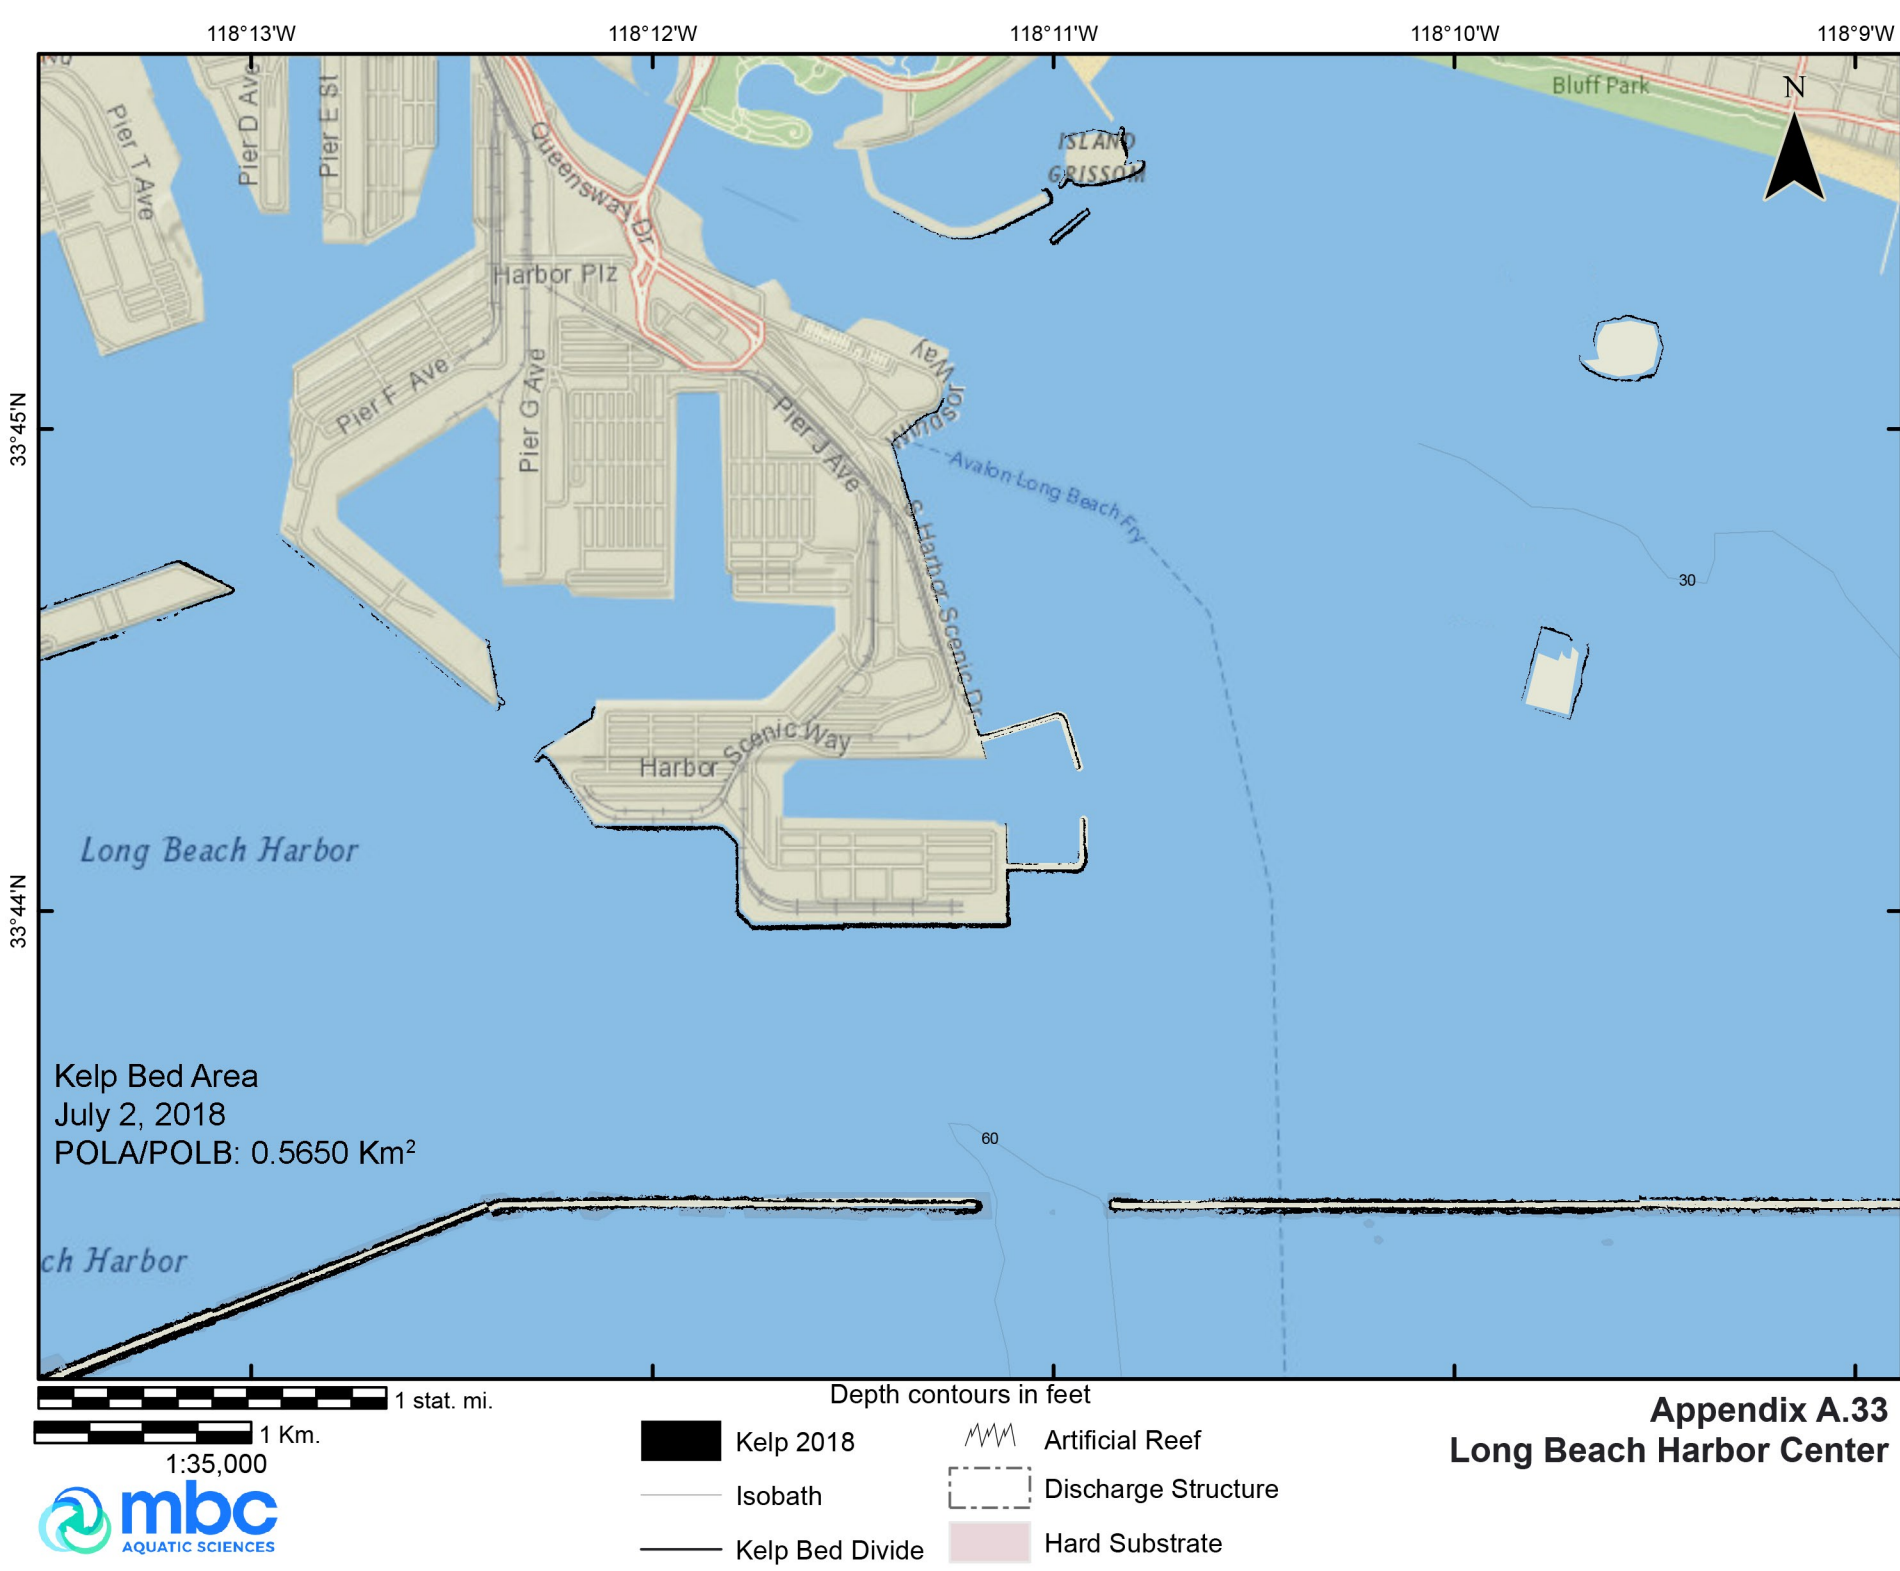 118°13'W 118°12'W 118°11'W 118°10'W 118°9'W
Bluff Park
N
Pier T Ave
Pier D Ave
Pier E St
Queensway Dr
ISLAND
GRISSOM
Harbor Plz
Pier F Ave
Pier G Ave
Pier J Ave
Windsor
Way
33°45'N
Avalon-Long Beach Fry
S Harbor Scenic Dr
30
Harbor Scenic Way
Long Beach Harbor
33°44'N
Kelp Bed Area
July 2, 2018
POLA/POLB: 0.5650 Km²
60
ch Harbor
1 stat. mi.
1 Km.
1:35,000
mbc
AQUATIC SCIENCES
Depth contours in feet
Kelp 2018
Isobath
Kelp Bed Divide
Artificial Reef
Discharge Structure
Hard Substrate
Appendix A.33
Long Beach Harbor Center